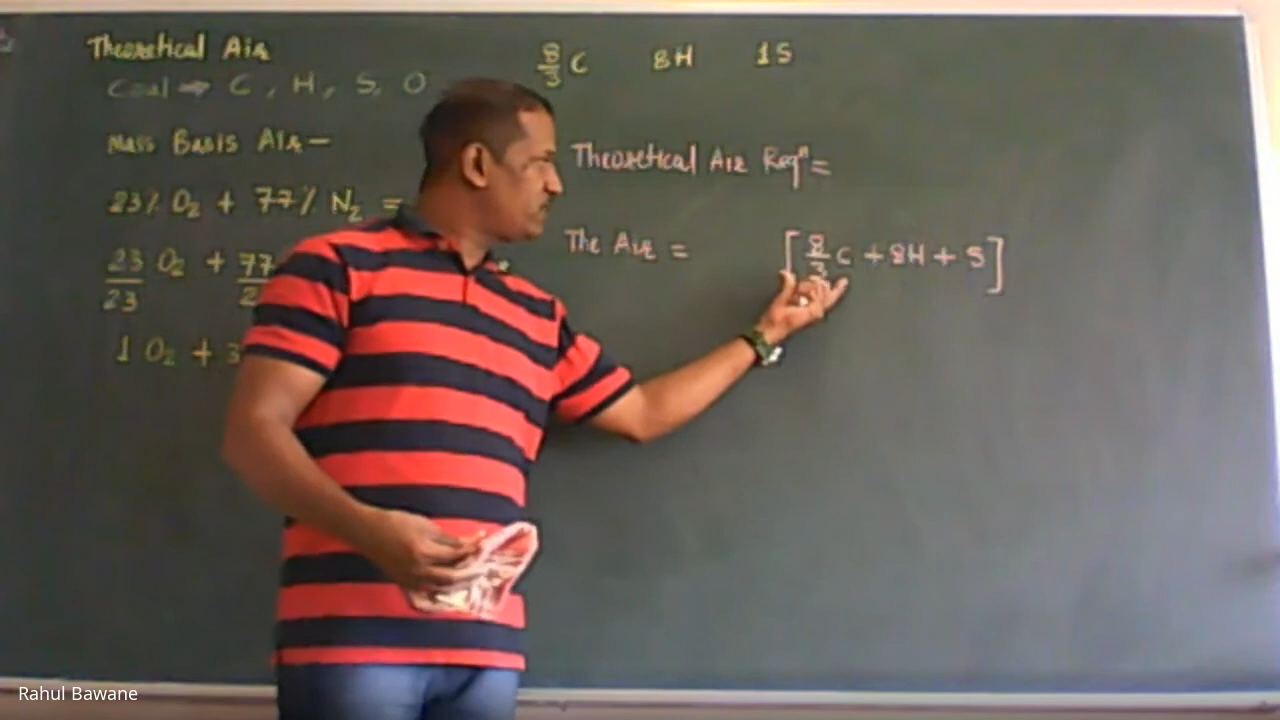 Theoretical Air
Coal ⇒ C, H, S, O
Mass Basis Air -
23% O₂ + 77% N₂ =
23/23 O₂ + 77/2
1 O₂ + 3
8/3 C 8H 1S
Theoretical Air Reqⁿ =
The Air = [8/3 C + 8H + S]
Rahul Bawane